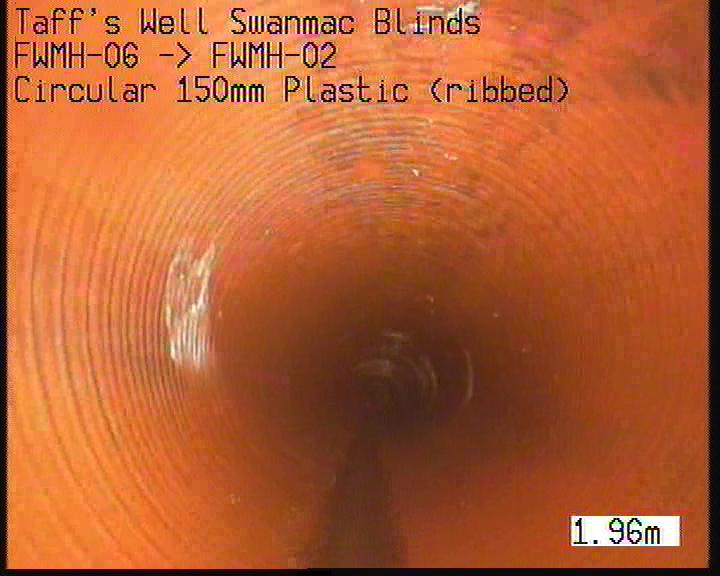 Taff's Well Swanmac Blinds
FWMH-06 -> FWMH-02
Circular 150mm Plastic (ribbed)
1.96m